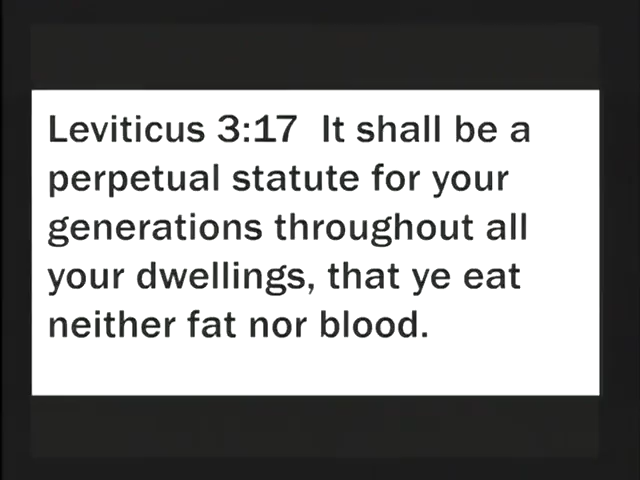 Leviticus 3:17  It shall be a
perpetual statute for your
generations throughout all
your dwellings, that ye eat
neither fat nor blood.